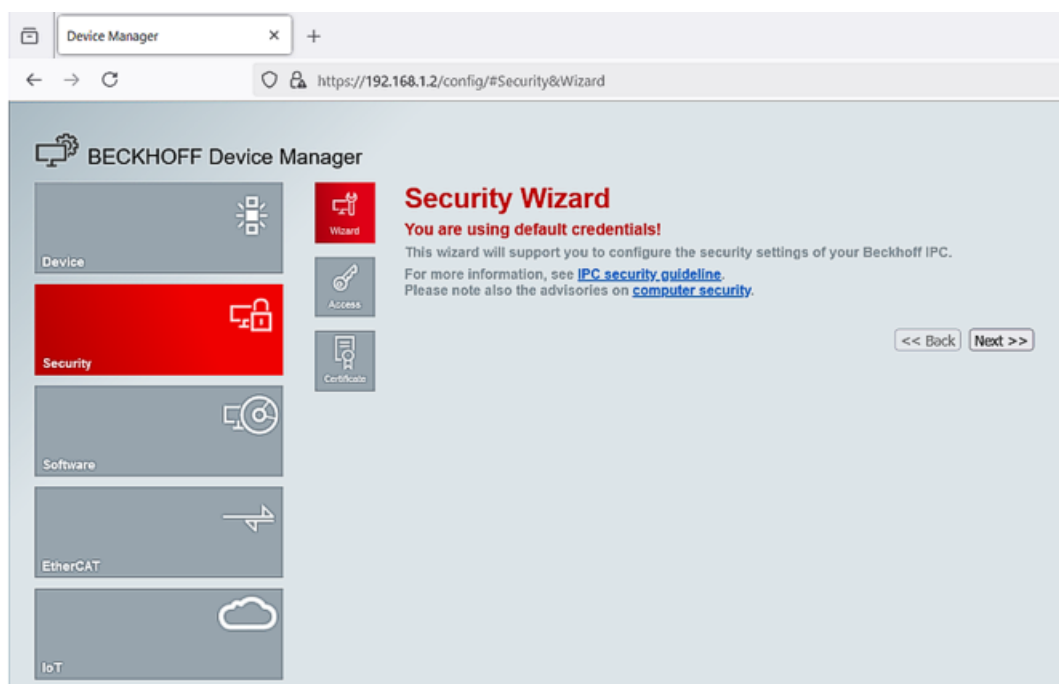 Device Manager
https://192.168.1.2/config/#Security&Wizard
BECKHOFF Device Manager
Device
Security
Software
EtherCAT
IoT
Wizard
Access
Certificate
Security Wizard
You are using default credentials!
This wizard will support you to configure the security settings of your Beckhoff IPC.
For more information, see IPC security guideline.
Please note also the advisories on computer security.
<< Back Next >>